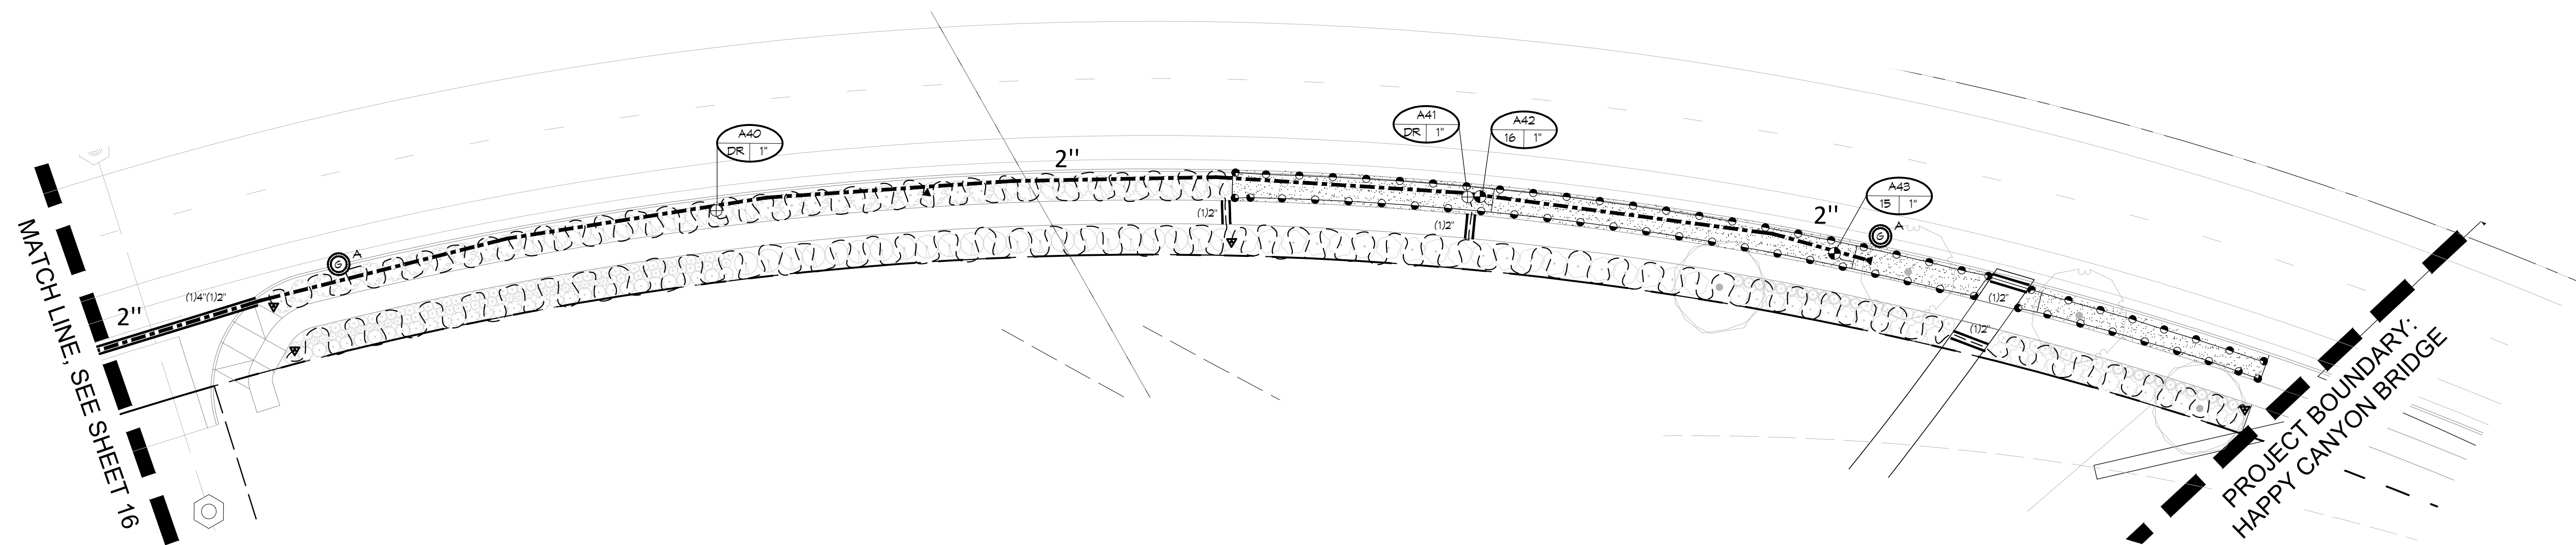 MATCH LINE, SEE SHEET 16
2"
(1)4"(1)2"
G
A
A40
DR 1"
2"
(1)2"
A41
DR 1"
A42
16 1"
(1)2"
2"
A43
15 1"
G
A
(1)2"
(1)2"
PROJECT BOUNDARY:
HAPPY CANYON BRIDGE